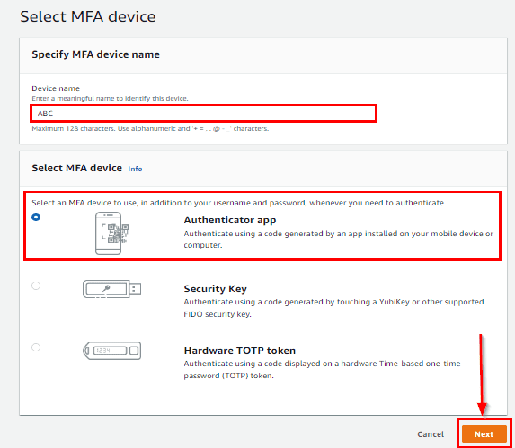 Select MFA device
Specify MFA device name
Device name
Enter a meaningful name to identify this device.
ABC
Maximum 128 characters. Use alphanumeric and '+ = , . @ - _' characters.
Select MFA device Info
Select an MFA device to use, in addition to your username and password, whenever you need to authenticate.
Authenticator app
Authenticate using a code generated by an app installed on your mobile device or
computer.
Security Key
Authenticate using a code generated by touching a YubiKey or other supported
FIDO security key.
1234
Hardware TOTP token
Authenticate using a code displayed on a hardware Time-based one-time
password (TOTP) token.
Cancel
Next